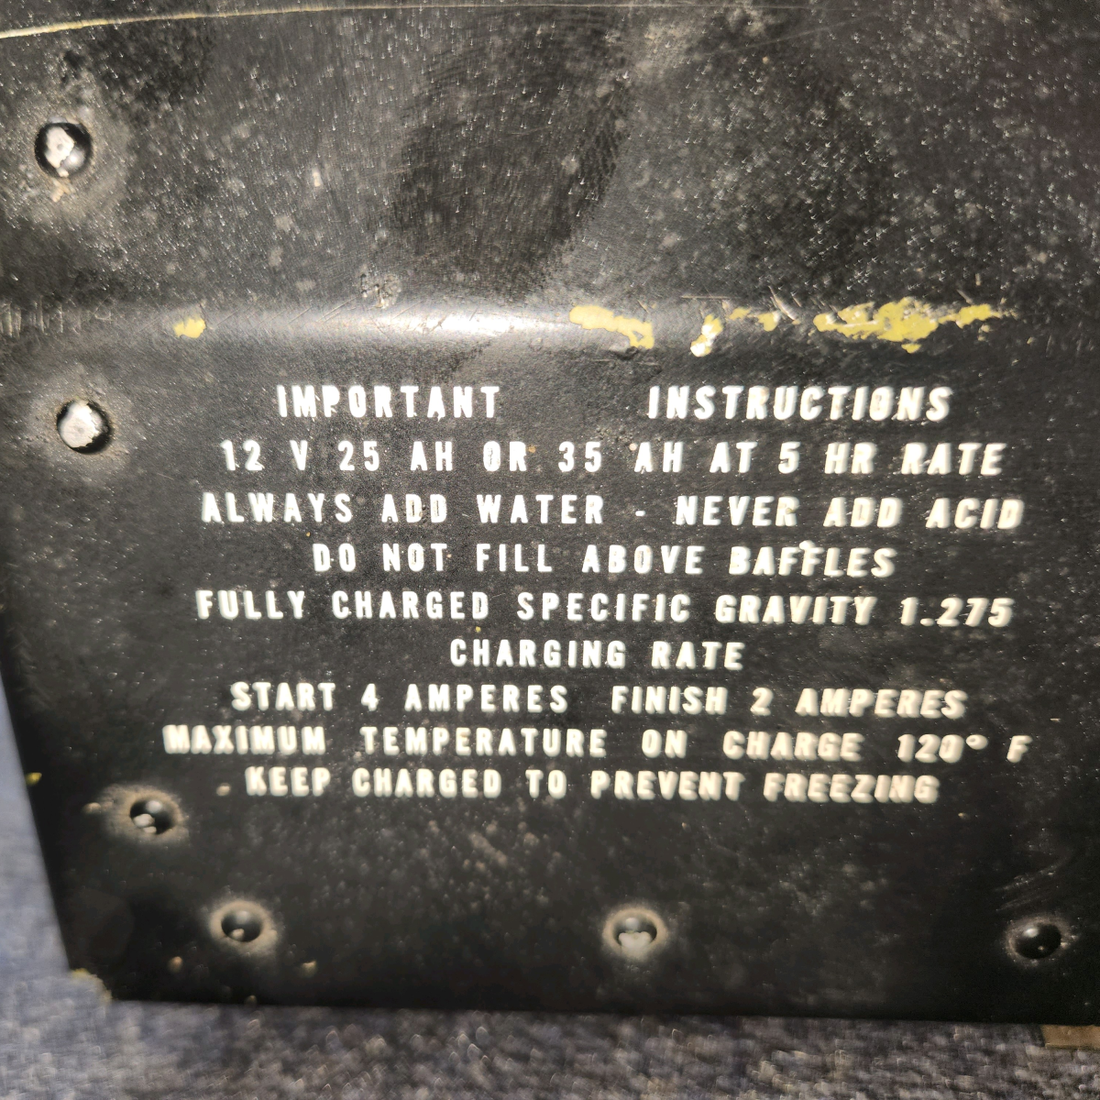 IMPORTANT INSTRUCTIONS
12 V 25 AH OR 35 AH AT 5 HR RATE
ALWAYS ADD WATER - NEVER ADD ACID
DO NOT FILL ABOVE BAFFLES
FULLY CHARGED SPECIFIC GRAVITY 1.275
CHARGING RATE
START 4 AMPERES FINISH 2 AMPERES
MAXIMUM TEMPERATURE ON CHARGE 120° F
KEEP CHARGED TO PREVENT FREEZING